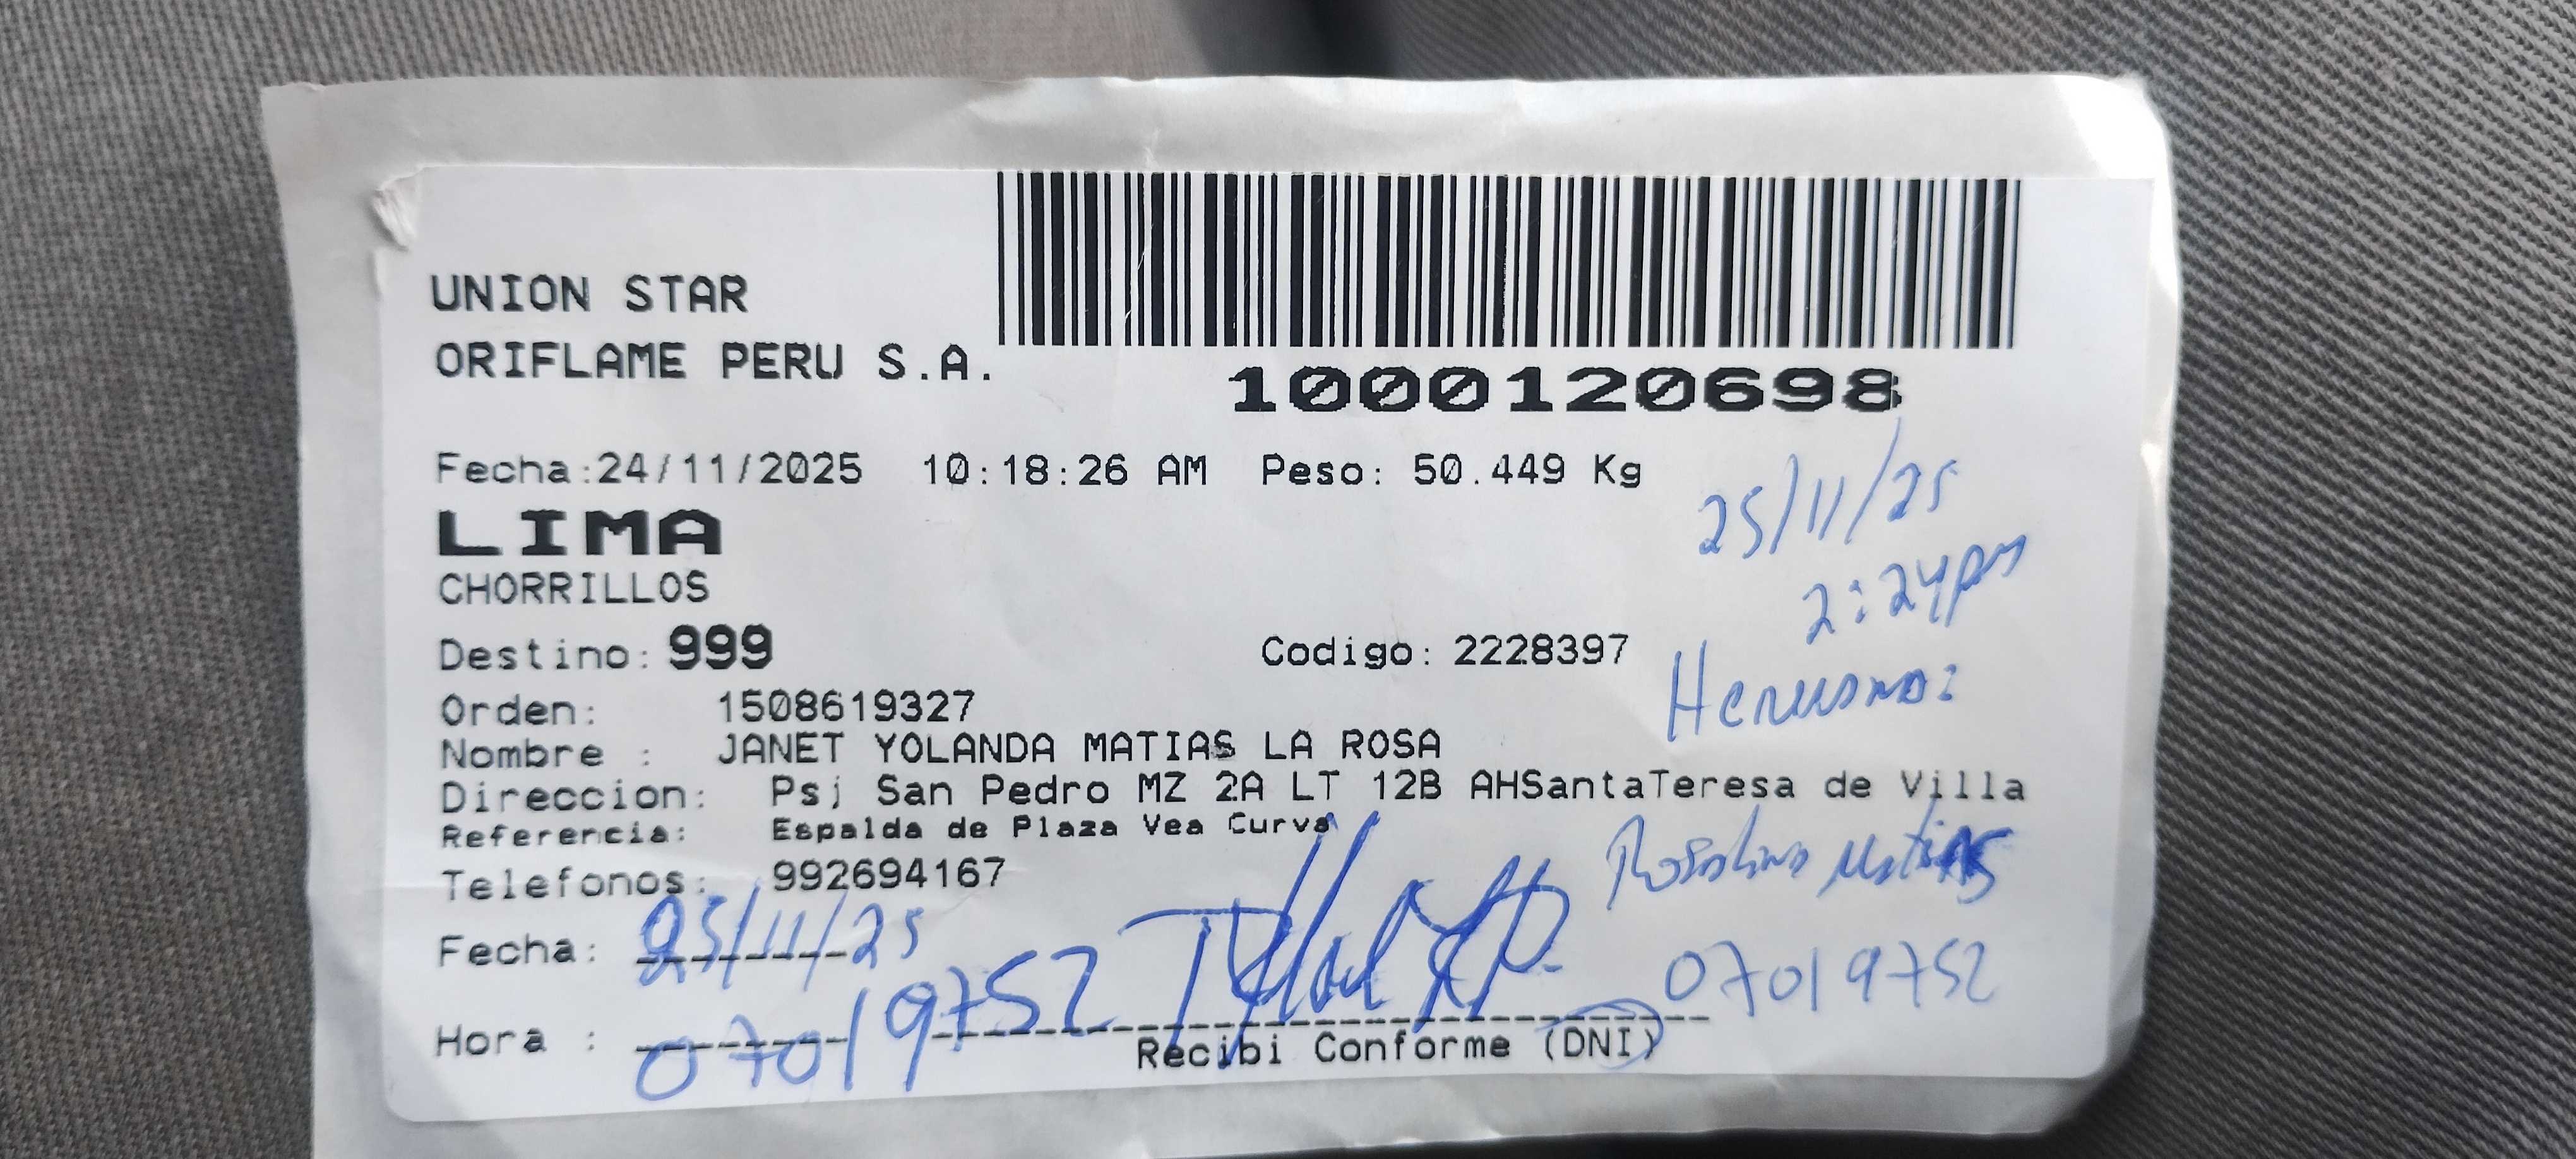 UNION STAR
ORIFLAME PERU S.A.
1000120698
Fecha:24/11/2025 10:18:26 AM Peso: 50.449 Kg
25/11/25
LIMA
2:24pm
CHORRILLOS
Destino: 999 Codigo: 2228397
Hermano:
Orden: 1508619327
Nombre : JANET YOLANDA MATIAS LA ROSA
Direccion: Psj San Pedro MZ 2A LT 12B AHSantaTeresa de Villa
Referencia: Espalda de Plaza Vea Curva
Matias
Telefonos: 992694167
Fecha: 25/11/25
07019752
Hora : 07019752
Recibi Conforme (DNI)